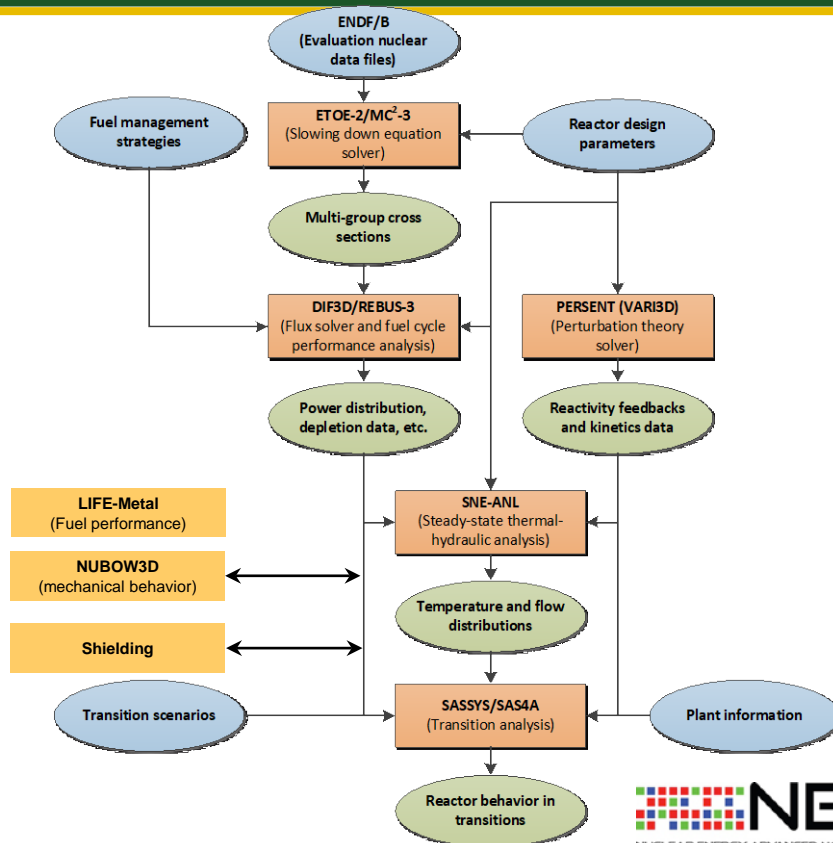 ENDF/B
(Evaluation nuclear
data files)
Fuel management
strategies
ETOE-2/MC²-3
(Slowing down equation
solver)
Reactor design
parameters
Multi-group cross
sections
DIF3D/REBUS-3
(Flux solver and fuel cycle
performance analysis)
PERSENT (VARI3D)
(Perturbation theory
solver)
Power distribution,
depletion data, etc.
Reactivity feedbacks
and kinetics data
LIFE-Metal
(Fuel performance)
SNE-ANL
(Steady-state thermal-
hydraulic analysis)
NUBOW3D
(mechanical behavior)
Temperature and flow
distributions
Shielding
Transition scenarios
SASSYS/SAS4A
(Transition analysis)
Plant information
Reactor behavior in
transitions